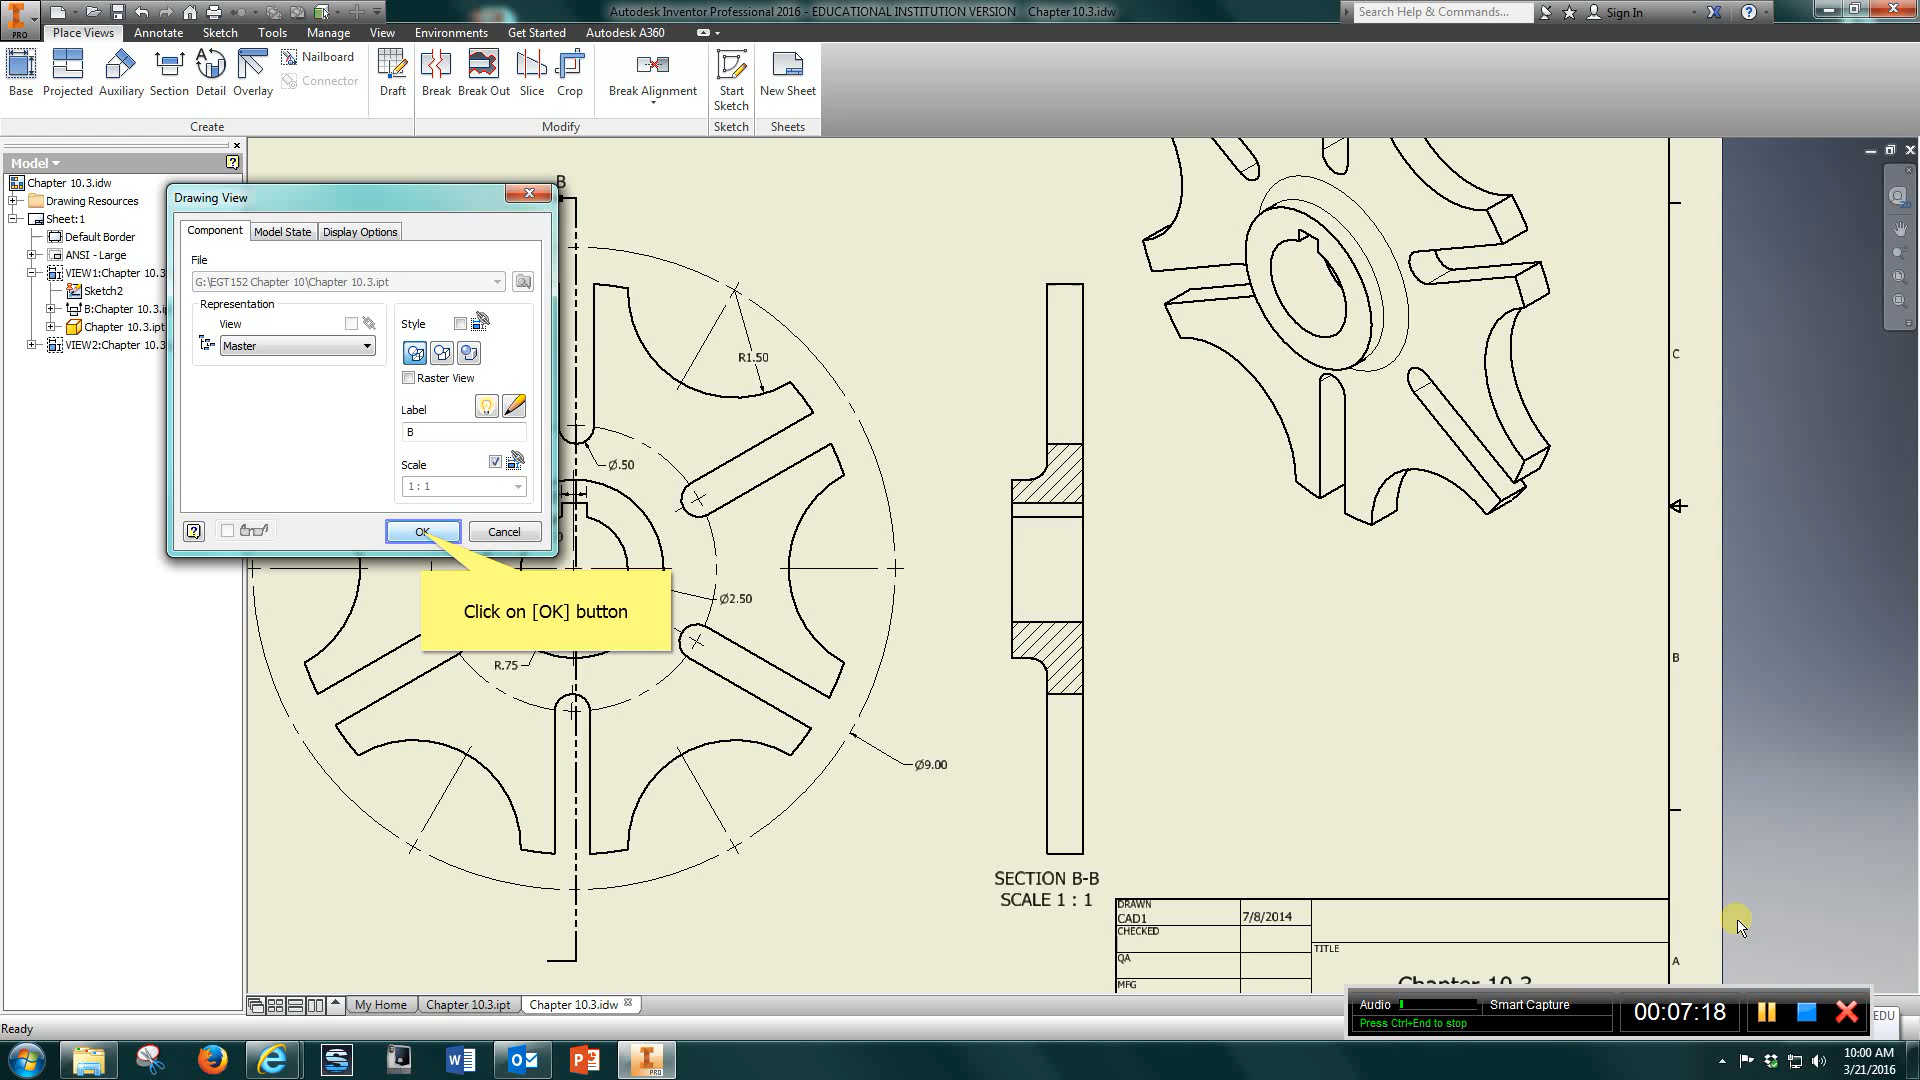 Autodesk Inventor Professional 2016 - EDUCATIONAL INSTITUTION VERSION Chapter10.3.idw
Search Help & Commands...
Sign In
PRO
Place Views Annotate Sketch Tools Manage View Environments Get Started Autodesk A360
Base Projected Auxiliary Section Detail Overlay
Nailboard
Connector
Draft Break Break Out Slice Crop
Break Alignment
Start Sketch
New Sheet
Create Modify Sketch Sheets
Model
Chapter 10.3.idw
Drawing Resources
Sheet:1
Default Border
ANSI - Large
VIEW1:Chapter 10.3
Sketch2
B:Chapter 10.3.i
Chapter 10.3.ipt
VIEW2:Chapter 10.3
Drawing View
Component Model State Display Options
File
G:\EGT152 Chapter 10\Chapter 10.3.ipt
Representation
View
Master
Style
Raster View
Label
B
Scale
1 : 1
OK
Cancel
Click on [OK] button
B
R1.50
Ø.50
Ø2.50
R.75
Ø9.00
SECTION B-B
SCALE 1 : 1
C
B
A
DRAWN
CAD1
7/8/2014
CHECKED
QA
MFG
TITLE
Chapter 10.3
My Home
Chapter 10.3.ipt
Chapter 10.3.idw
Audio
Smart Capture
Press Ctrl+End to stop
00:07:18
EDU
Ready
PRO
10:00 AM
3/21/2016